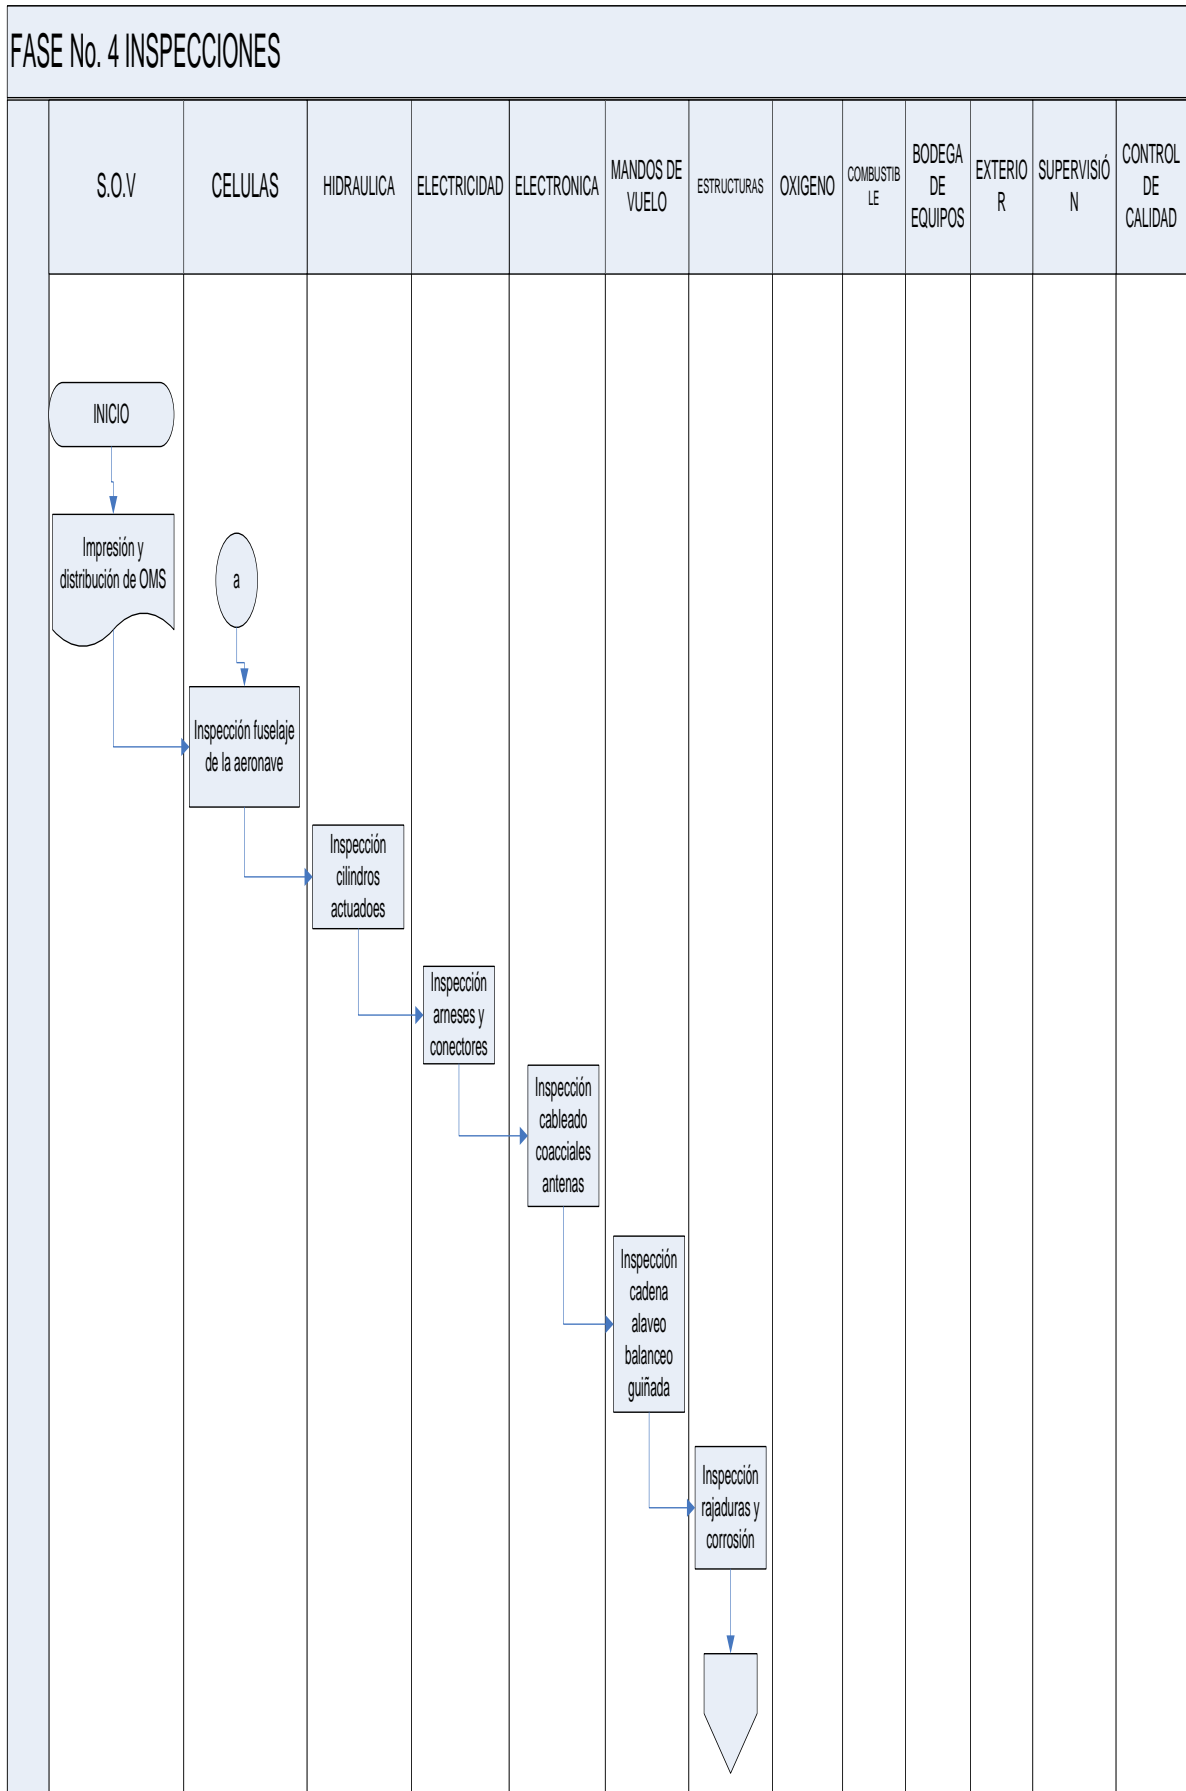 FASE No. 4 INSPECCIONES
S.O.V
CELULAS
HIDRAULICA
ELECTRICIDAD
ELECTRONICA
MANDOS DE
VUELO
ESTRUCTURAS
OXIGENO
COMBUSTIB
LE
BODEGA
DE
EQUIPOS
EXTERIO
R
SUPERVISIÓ
N
CONTROL
DE
CALIDAD
INICIO
Impresión y
distribución de OMS
a
Inspección fuselaje
de la aeronave
Inspección
cilindros
actuadoes
Inspección
arneses y
conectores
Inspección
cableado
coacciales
antenas
Inspección
cadena
alaveo
balanceo
guiñada
Inspección
rajaduras y
corrosión